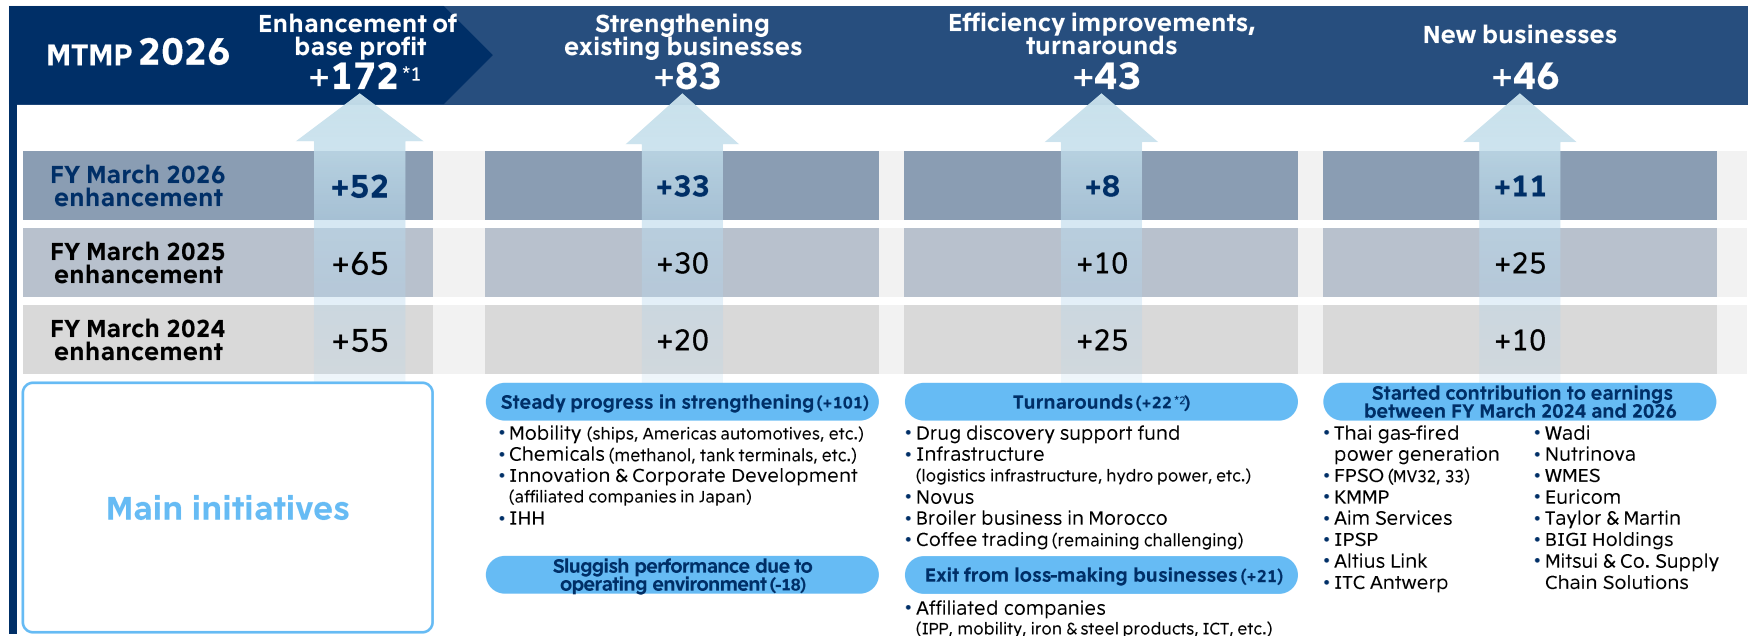 MTMP 2026
Enhancement of
base profit
+172 *1
Strengthening
existing businesses
+83
Efficiency improvements,
turnarounds
+43
New businesses
+46
FY March 2026
enhancement
+52
+33
+8
+11
FY March 2025
enhancement
+65
+30
+10
+25
FY March 2024
enhancement
+55
+20
+25
+10
Main initiatives
Steady progress in strengthening (+101)
• Mobility (ships, Americas automotives, etc.)
• Chemicals (methanol, tank terminals, etc.)
• Innovation & Corporate Development
(affiliated companies in Japan)
• IHH
Sluggish performance due to
operating environment (-18)
Turnarounds (+22 *2)
• Drug discovery support fund
• Infrastructure
(logistics infrastructure, hydro power, etc.)
• Novus
• Broiler business in Morocco
• Coffee trading (remaining challenging)
Exit from loss-making businesses (+21)
• Affiliated companies
(IPP, mobility, iron & steel products, ICT, etc.)
Started contribution to earnings
between FY March 2024 and 2026
• Thai gas-fired
power generation
• FPSO (MV32, 33)
• KMMP
• Aim Services
• IPSP
• Altius Link
• ITC Antwerp
• Wadi
• Nutrinova
• WMES
• Euricom
• Taylor & Martin
• BIGI Holdings
• Mitsui & Co. Supply
Chain Solutions